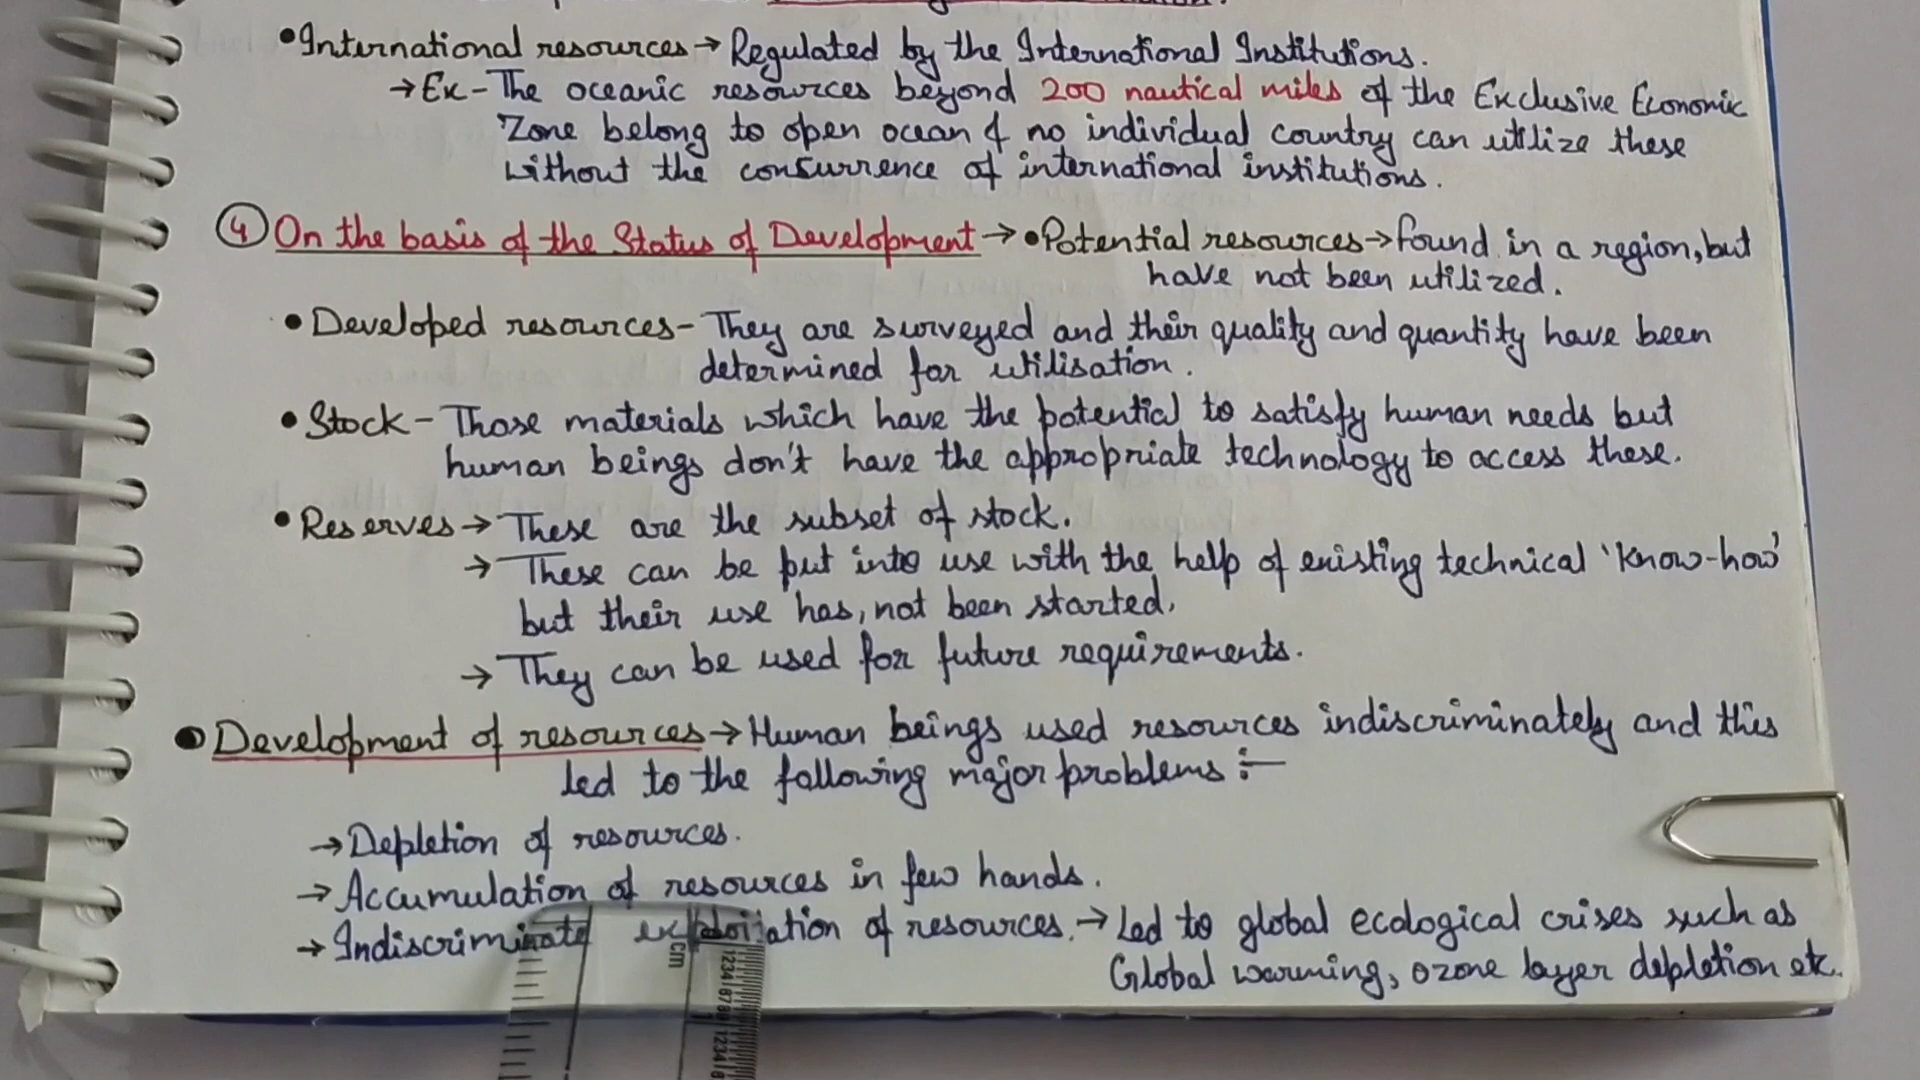 •International resources→Regulated by the International Institutions.
→Ex-The oceanic resources beyond 200 nautical miles of the Exclusive Economic
Zone belong to open ocean & no individual country can utilize these
without the concurrence of international institutions.
④ On the basis of the Status of Development→•Potential resources→found in a region, but
have not been utilized.
•Developed resources-They are surveyed and their quality and quantity have been
determined for utilisation.
•Stock-Those materials which have the potential to satisfy human needs but
human beings don't have the appropriate technology to access these.
•Reserves→These are the subset of stock.
→These can be put into use with the help of existing technical 'Know-how'
but their use has, not been started.
→They can be used for future requirements.
•Development of resources→Human beings used resources indiscriminately and this
led to the following major problems:-
→Depletion of resources.
→Accumulation of resources in few hands.
→Indiscriminate exploitation of resources.→Led to global ecological crises such as
Global warming, ozone layer depletion etc.
cm